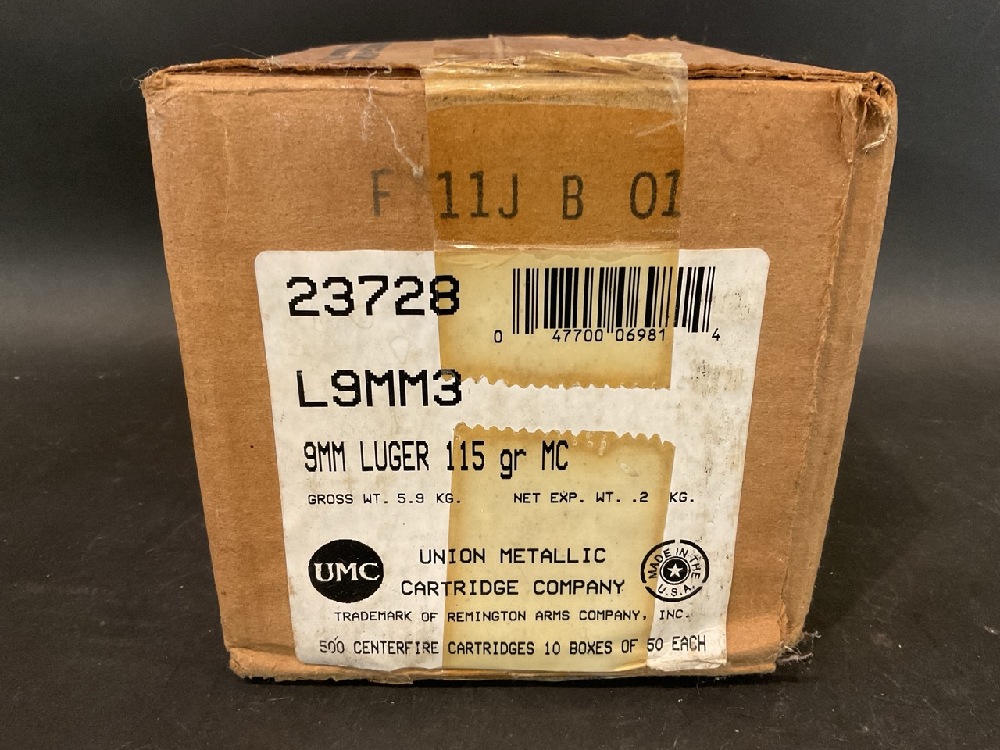 F 11J B 01
23728
0 47700 06981 4
L9MM3
9MM LUGER 115 gr MC
GROSS WT. 5.9 KG. NET EXP. WT. .2 KG.
UMC
UNION METALLIC
CARTRIDGE COMPANY
MADE IN THE U.S.A.
TRADEMARK OF REMINGTON ARMS COMPANY, INC.
500 CENTERFIRE CARTRIDGES 10 BOXES OF 50 EACH